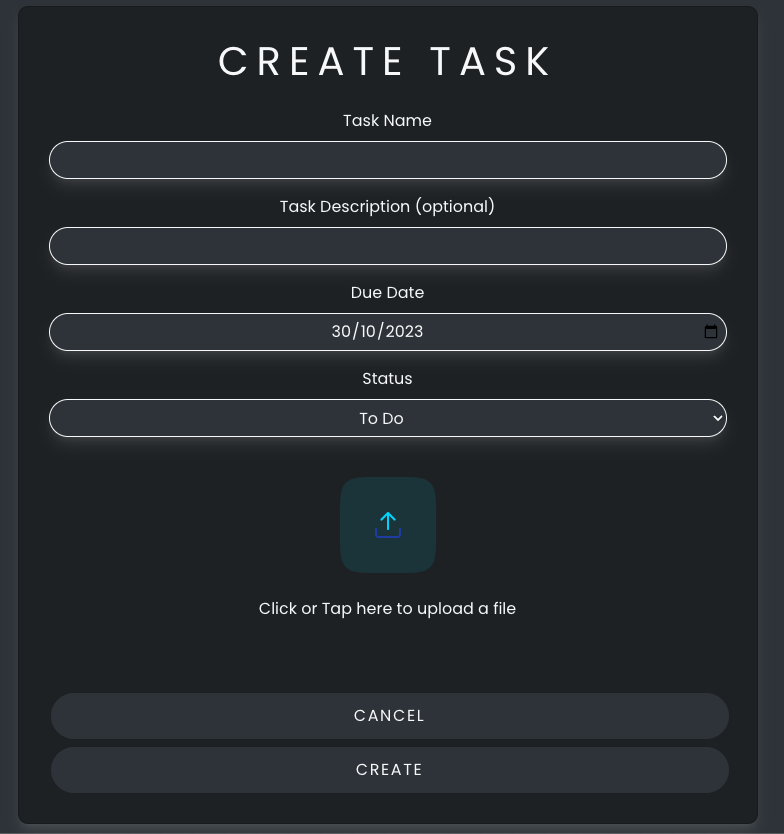 CREATE TASK
Task Name
Task Description (optional)
Due Date
30/10/2023
Status
To Do
Click or Tap here to upload a file
CANCEL
CREATE